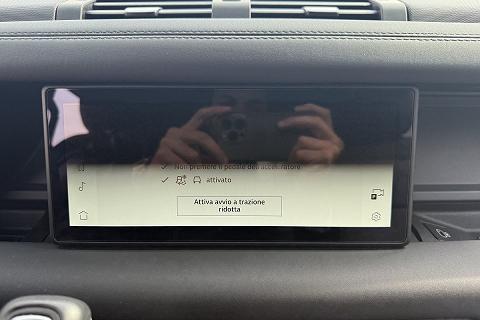 Non premere il pedale dell'acceleratore
attivato
Attiva avvio a trazione
ridotta
P